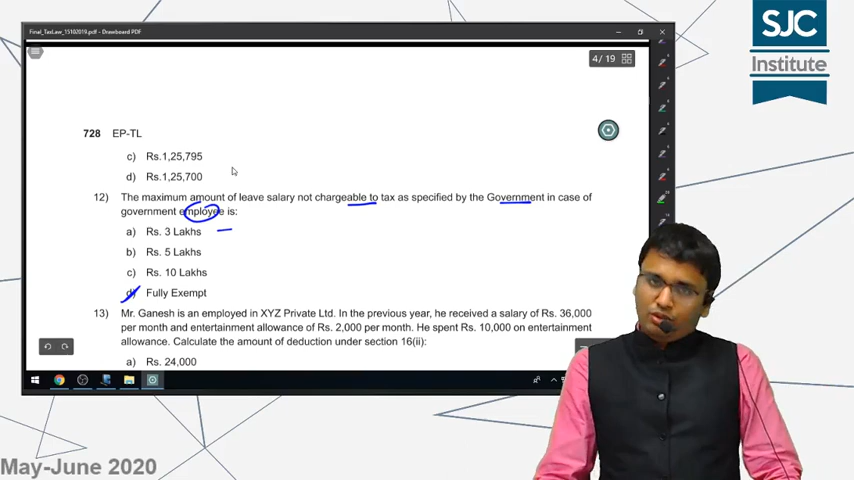 Final_TaxLaw_15102019.pdf - Drawboard PDF
SJC
Institute
4/19
728 EP-TL
c) Rs.1,25,795
d) Rs.1,25,700
12) The maximum amount of leave salary not chargeable to tax as specified by the Government in case of
government employee is:
a) Rs. 3 Lakhs
b) Rs. 5 Lakhs
c) Rs. 10 Lakhs
d) Fully Exempt
13) Mr. Ganesh is an employed in XYZ Private Ltd. In the previous year, he received a salary of Rs. 36,000
per month and entertainment allowance of Rs. 2,000 per month. He spent Rs. 10,000 on entertainment
allowance. Calculate the amount of deduction under section 16(ii):
a) Rs. 24,000
May-June 2020